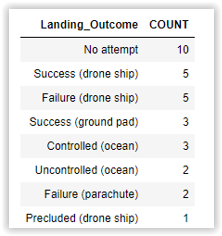 Landing_Outcome COUNT
No attempt 10
Success (drone ship) 5
Failure (drone ship) 5
Success (ground pad) 3
Controlled (ocean) 3
Uncontrolled (ocean) 2
Failure (parachute) 2
Precluded (drone ship) 1